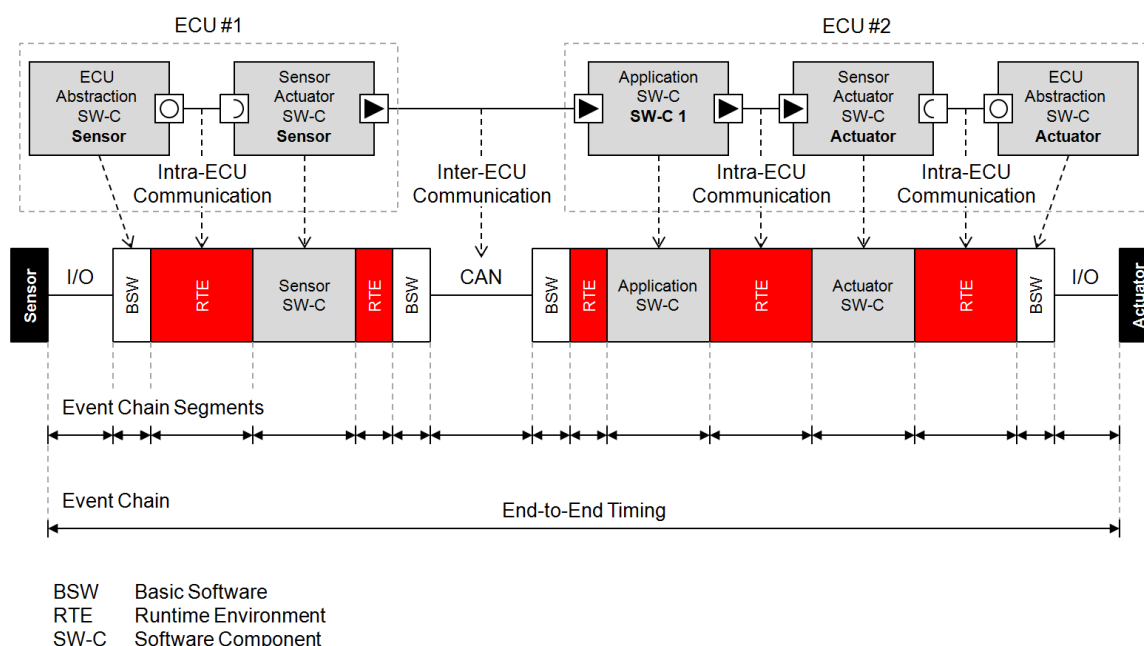 ECU #1
ECU #2
ECU
Abstraction
SW-C
Sensor
Sensor
Actuator
SW-C
Sensor
Application
SW-C
SW-C 1
Sensor
Actuator
SW-C
Actuator
ECU
Abstraction
SW-C
Actuator
Intra-ECU
Communication
Inter-ECU
Communication
Intra-ECU
Communication
Intra-ECU
Communication
Sensor
I/O
BSW
RTE
Sensor
SW-C
RTE
BSW
CAN
BSW
RTE
Application
SW-C
RTE
Actuator
SW-C
RTE
BSW
I/O
Actuator
Event Chain Segments
Event Chain
End-to-End Timing
BSW Basic Software
RTE Runtime Environment
SW-C Software Component